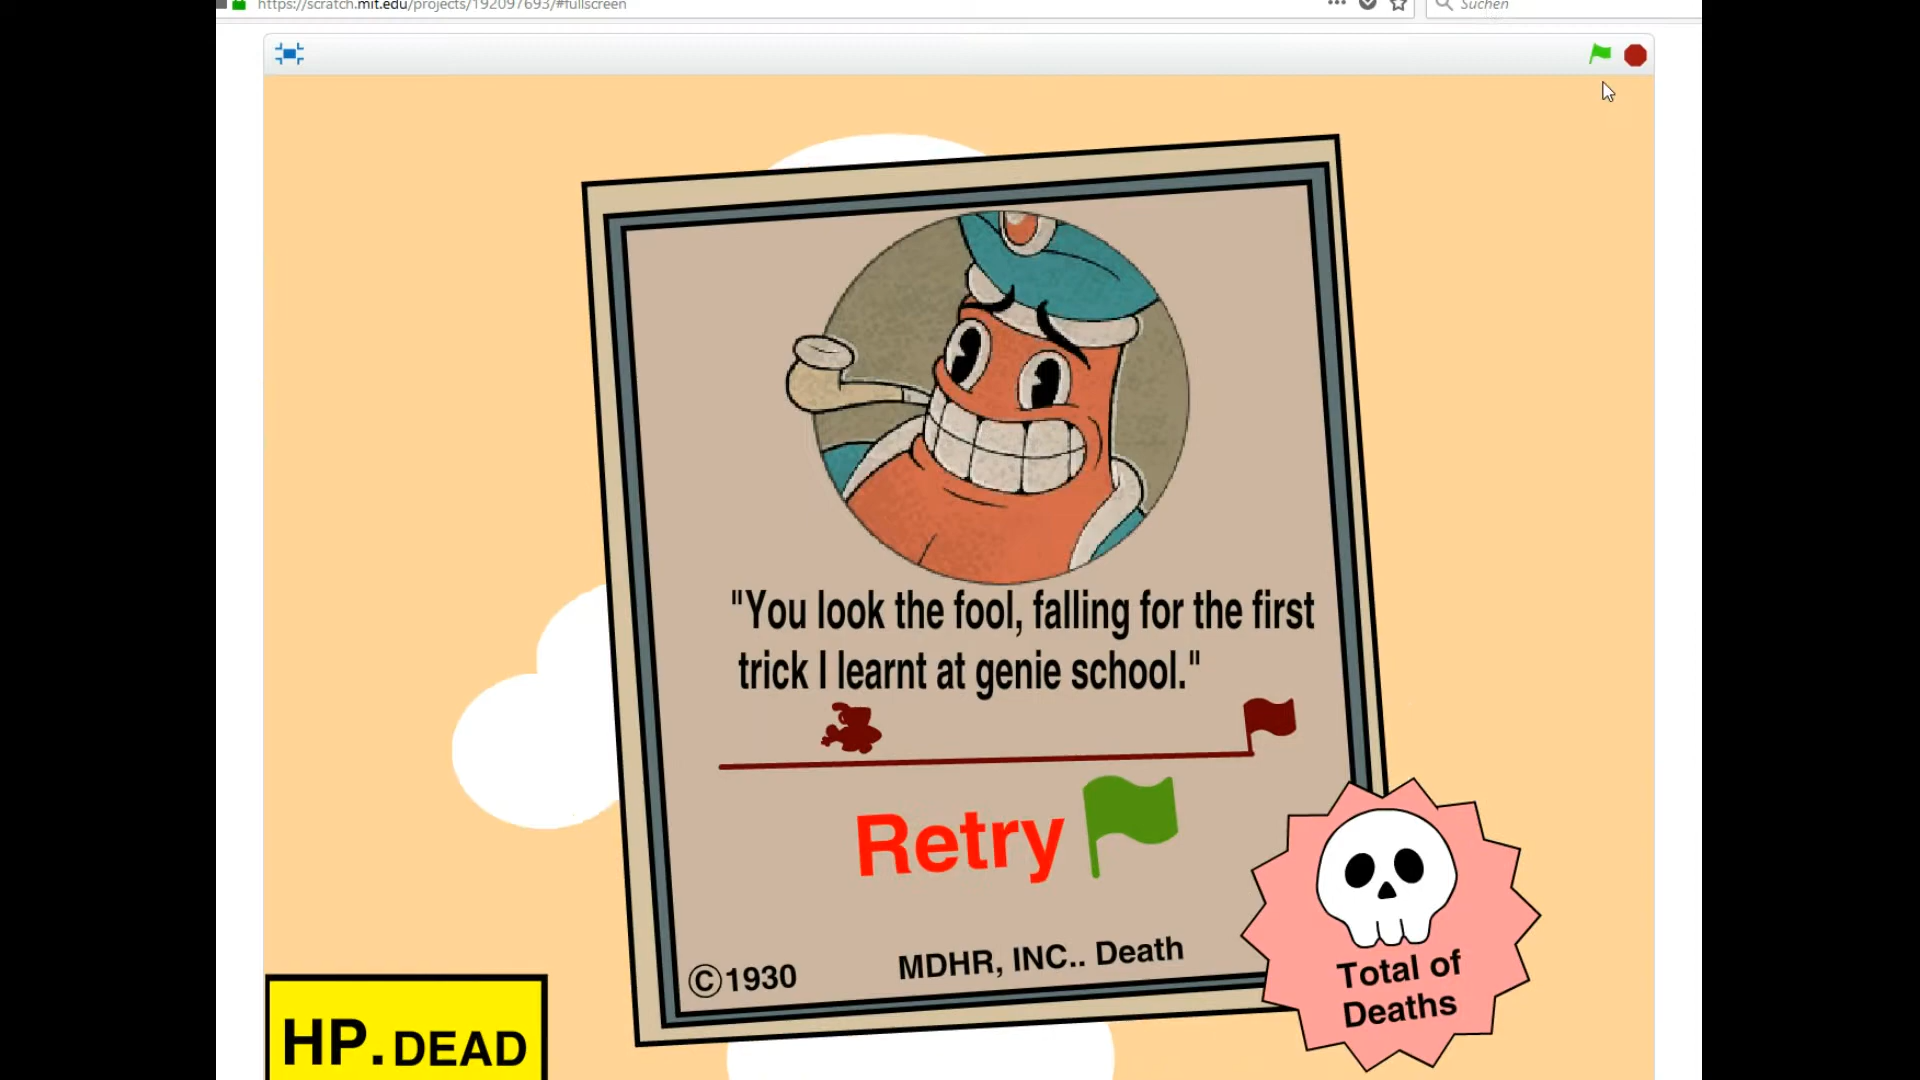 https://scratch.mit.edu/projects/192097693/#fullscreen
Suchen
"You look the fool, falling for the first
trick I learnt at genie school."
Retry
©1930
MDHR, INC.. Death
Total of
Deaths
HP. DEAD